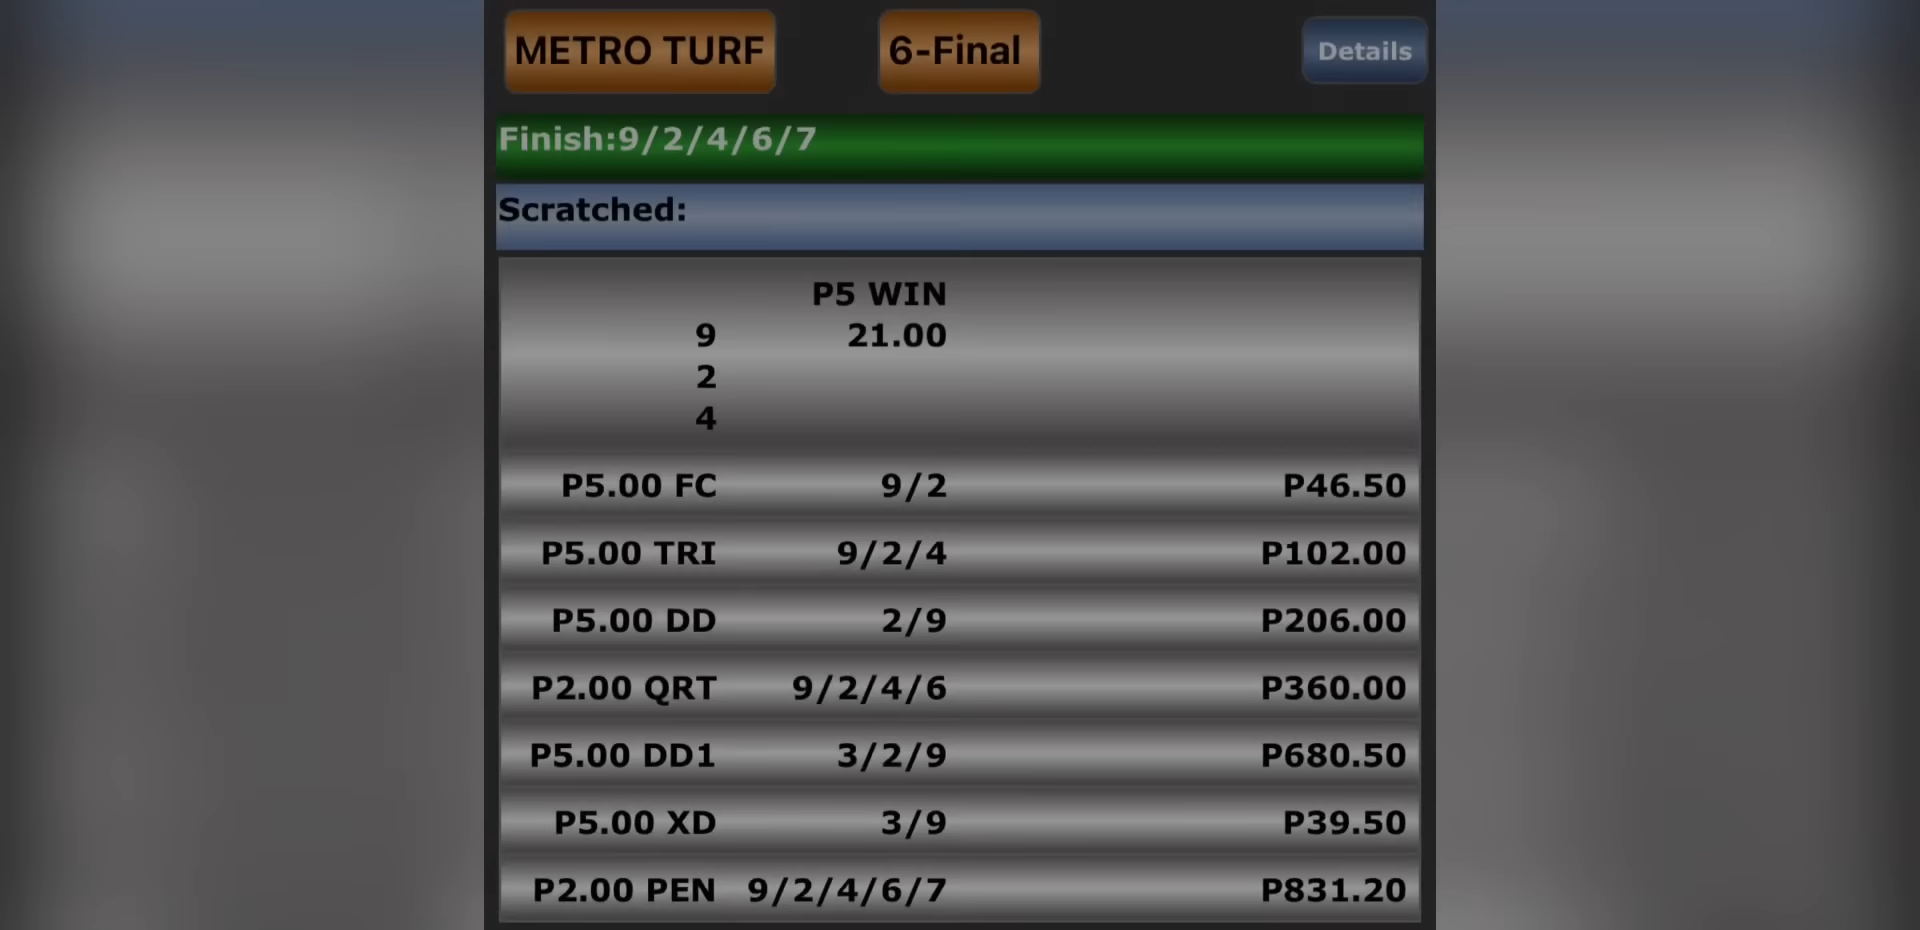 METRO TURF 6-Final Details
Finish:9/2/4/6/7
Scratched:
P5 WIN
9 21.00
2
4
P5.00 FC 9/2 P46.50
P5.00 TRI 9/2/4 P102.00
P5.00 DD 2/9 P206.00
P2.00 QRT 9/2/4/6 P360.00
P5.00 DD1 3/2/9 P680.50
P5.00 XD 3/9 P39.50
P2.00 PEN 9/2/4/6/7 P831.20